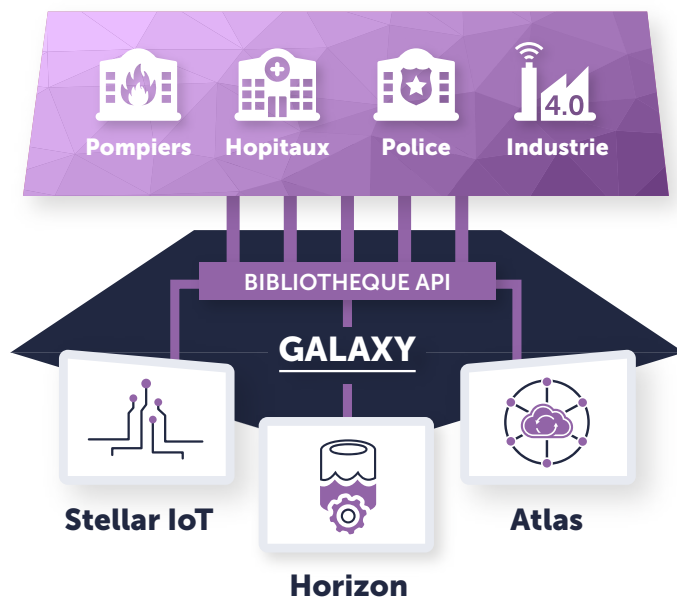 4.0
Pompiers Hopitaux Police Industrie
BIBLIOTHEQUE API
GALAXY
Stellar IoT
Atlas
Horizon